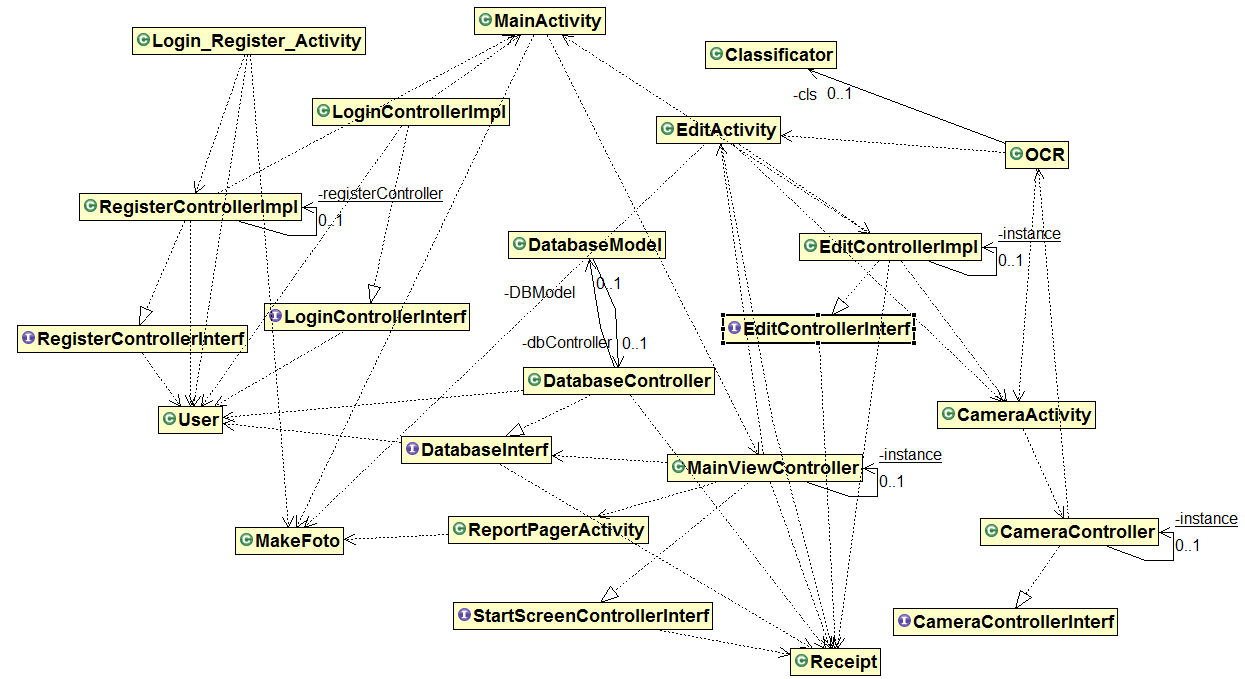 MainActivity
Login_Register_Activity
Classificator
-cls 0..1
LoginControllerImpl
EditActivity
OCR
-registerController
RegisterControllerImpl
0..1
-instance
DatabaseModel
EditControllerImpl
0..1
0..1
-DBModel
LoginControllerInterf
EditControllerInterf
RegisterControllerInterf
-dbController 0..1
DatabaseController
CameraActivity
User
DatabaseInterf
-instance
MainViewController
0..1
-instance
ReportPagerActivity
CameraController
MakeFoto
0..1
StartScreenControllerInterf
CameraControllerInterf
Receipt
C
C
C
C
C
C
C
C
C
I
I
I
C
C
C
I
C
C
C
C
I
I
C